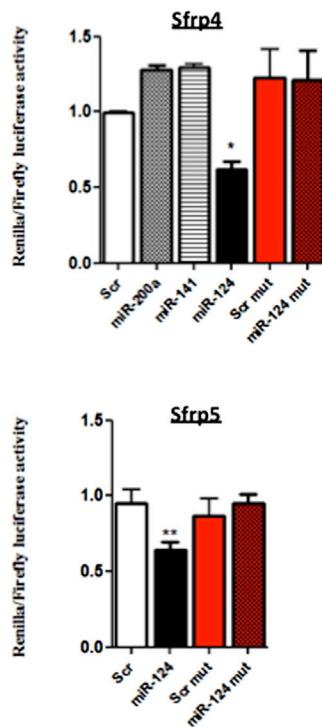 Sfrp4
Renilla/Firefly luciferase activity
1.5
1.0
0.5
0.0
*
Scr
miR-200a
miR-141
miR-124
Scr mut
miR-124 mut
Sfrp5
Renilla/Firefly luciferase activity
1.5
1.0
0.5
0.0
**
Scr
miR-124
Scr mut
miR-124 mut